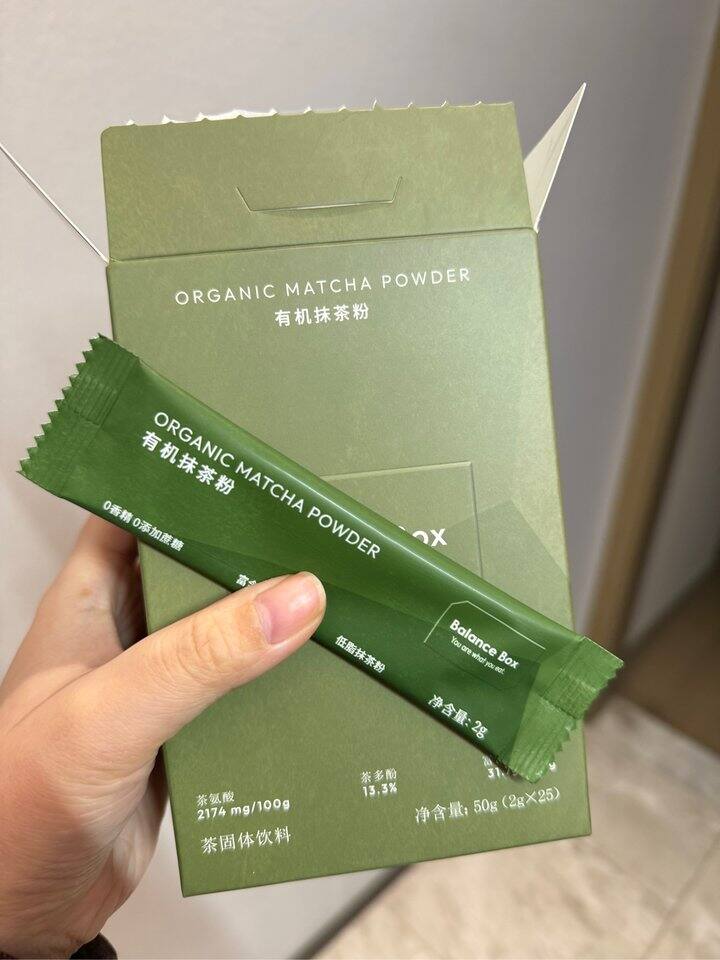 ORGANIC MATCHA POWDER
有机抹茶粉
ORGANIC MATCHA POWDER
有机抹茶粉
0香精 0添加蔗糖
低脂抹茶粉
Balance Box
You are what you eat.
净含量: 2g
茶氨酸
2174 mg/100g
茶多酚
13.3%
净含量: 50g (2g×25)
茶固体饮料